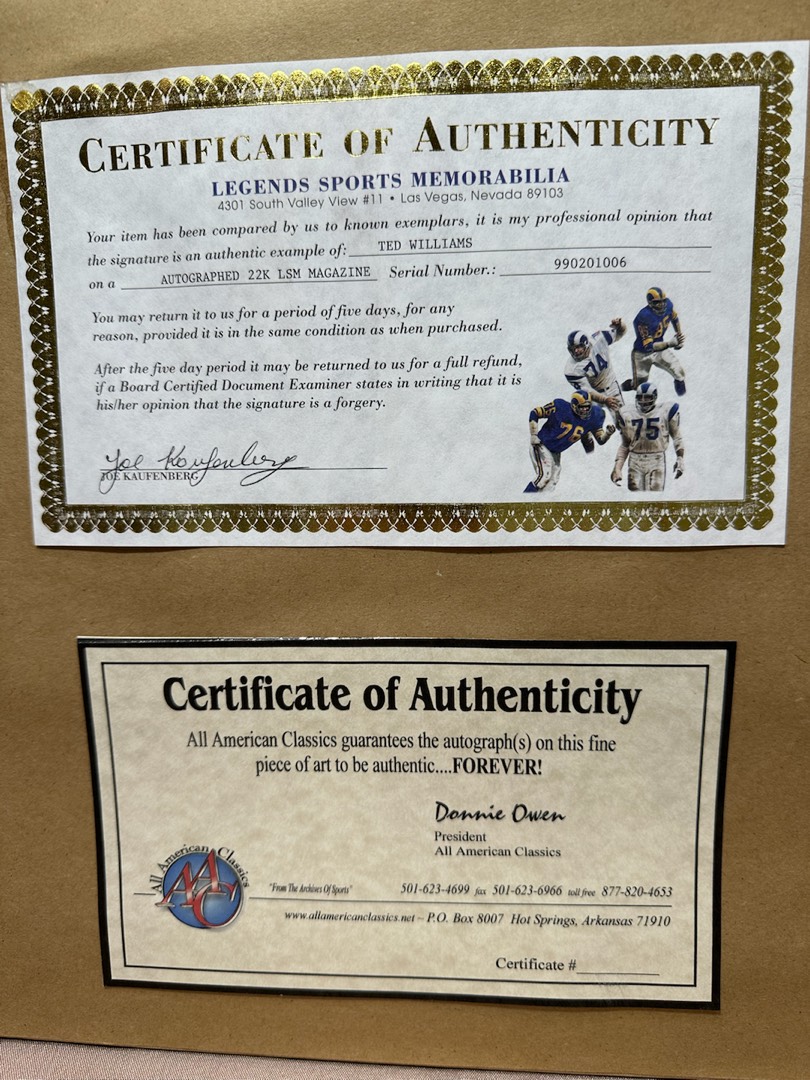 CERTIFICATE OF AUTHENTICITY
LEGENDS SPORTS MEMORABILIA
4301 South Valley View #11 • Las Vegas, Nevada 89103
Your item has been compared by us to known exemplars, it is my professional opinion that
the signature is an authentic example of: TED WILLIAMS
on a AUTOGRAPHED 22K LSM MAGAZINE Serial Number.: 990201006
You may return it to us for a period of five days, for any
reason, provided it is in the same condition as when purchased.
After the five day period it may be returned to us for a full refund,
if a Board Certified Document Examiner states in writing that it is
his/her opinion that the signature is a forgery.
Joe Kaufenberg
JOE KAUFENBERG
74
76
75
Certificate of Authenticity
All American Classics guarantees the autograph(s) on this fine
piece of art to be authentic....FOREVER!
Donnie Owen
President
All American Classics
All American Classics
AAC
"From The Archives Of Sports" 501-623-4699 fax 501-623-6966 toll free 877-820-4653
www.allamericanclassics.net – P.O. Box 8007 Hot Springs, Arkansas 71910
Certificate #